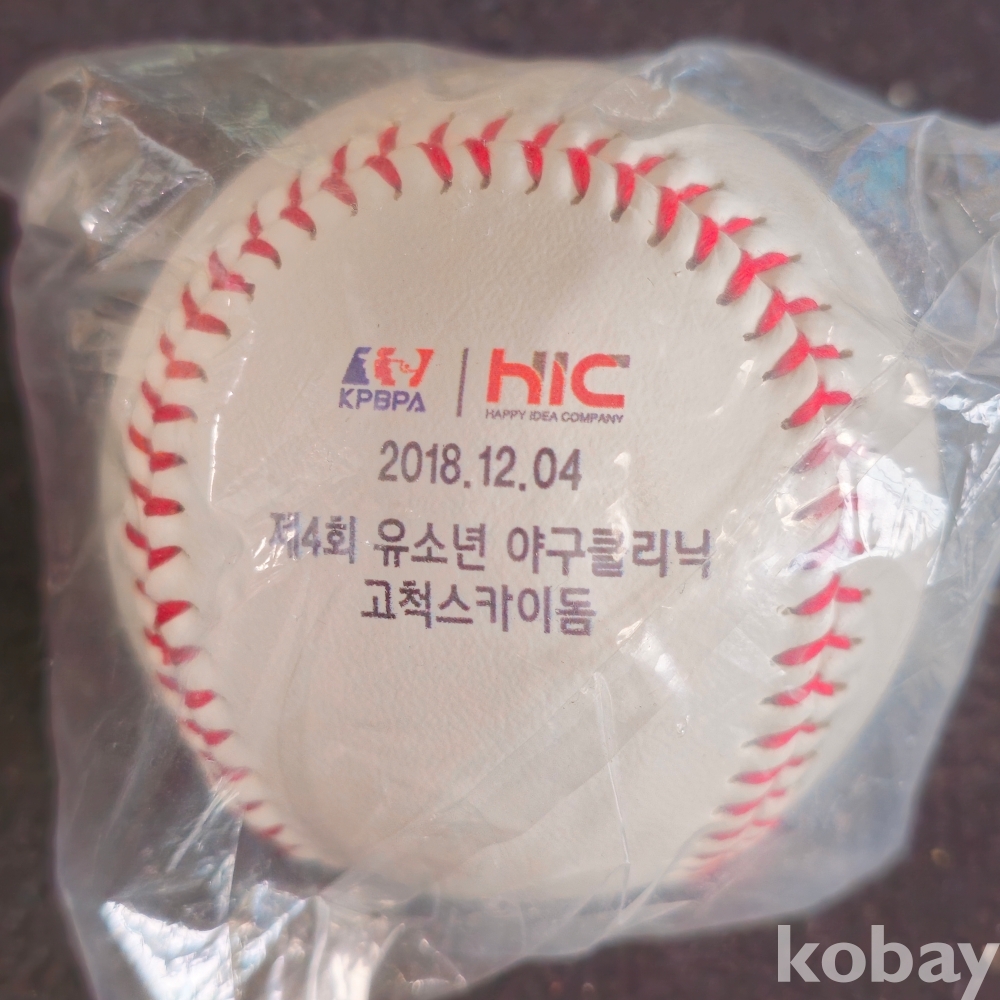 KPBPA | HIC
HAPPY IDEA COMPANY
2018.12.04
제4회 유소년 야구클리닉
고척스카이돔
kobay